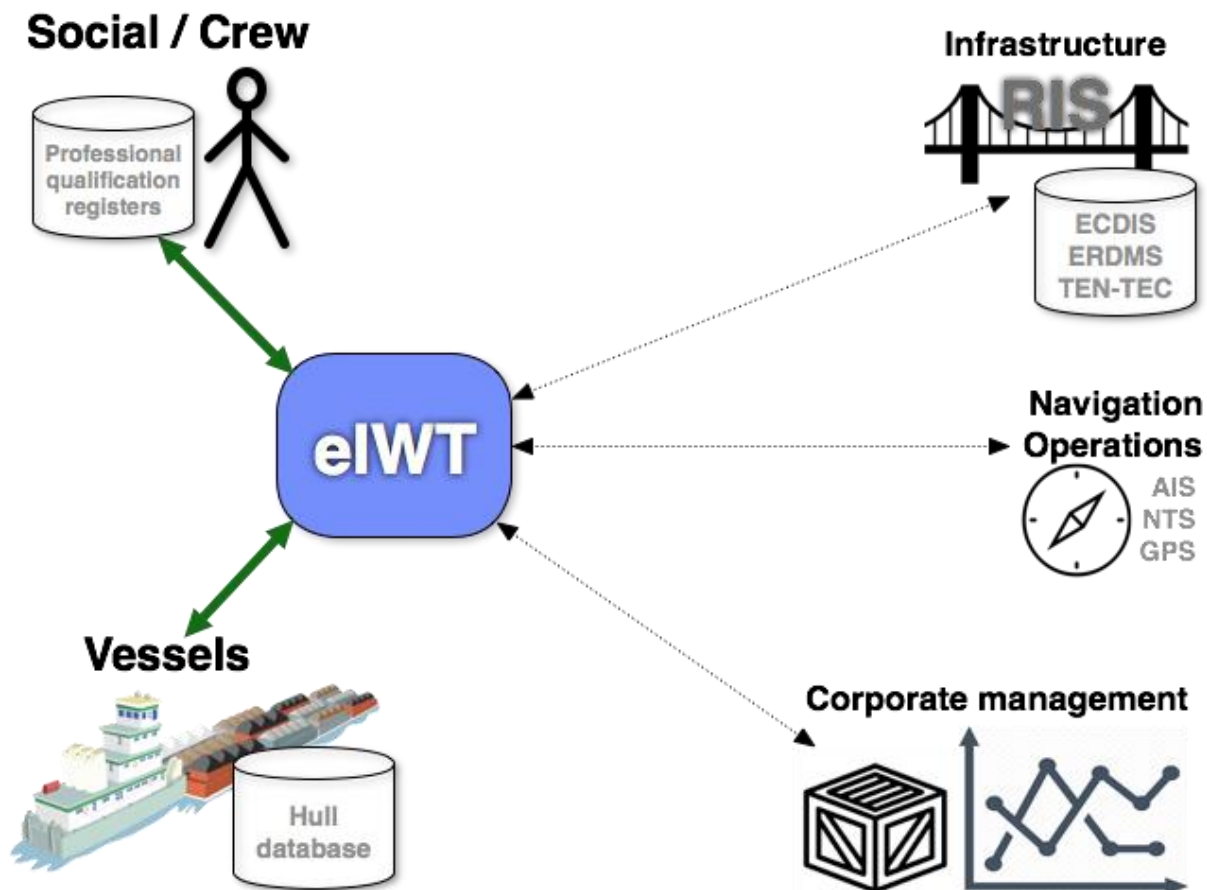 Social / Crew
Professional
qualification
registers
Infrastructure
RIS
ECDIS
ERDMS
TEN-TEC
eIWT
Navigation
Operations
AIS
NTS
GPS
Vessels
Hull
database
Corporate management